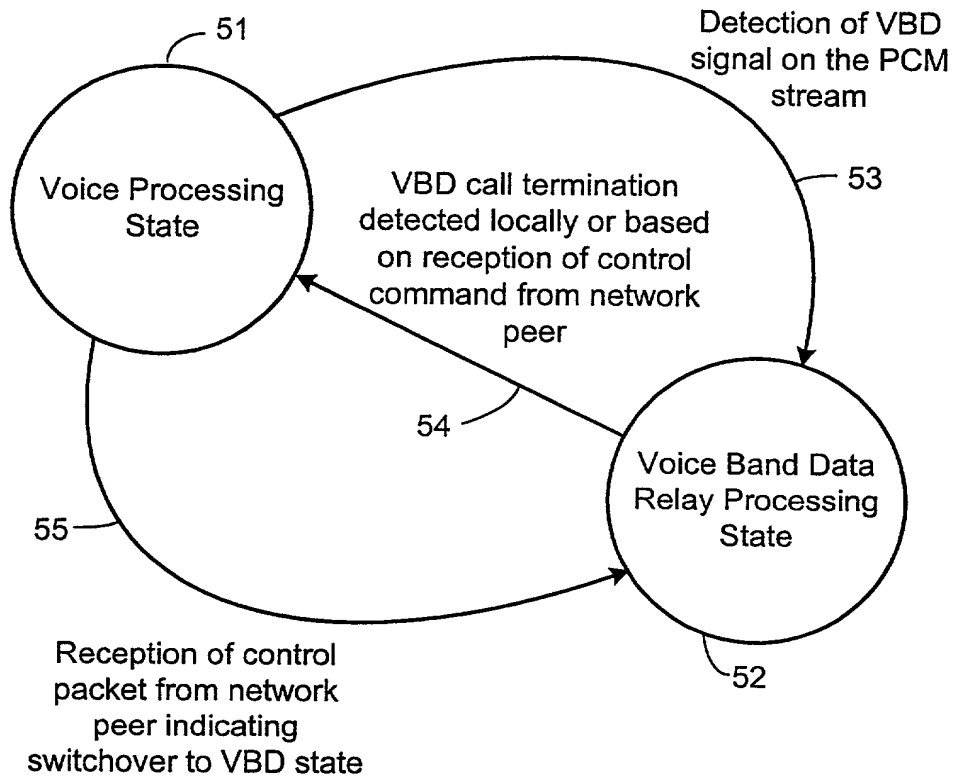 51
Detection of VBD
signal on the PCM
stream
53
Voice Processing
State
VBD call termination
detected locally or based
on reception of control
command from network
peer
54
Voice Band Data
Relay Processing
State
55
52
Reception of control
packet from network
peer indicating
switchover to VBD state